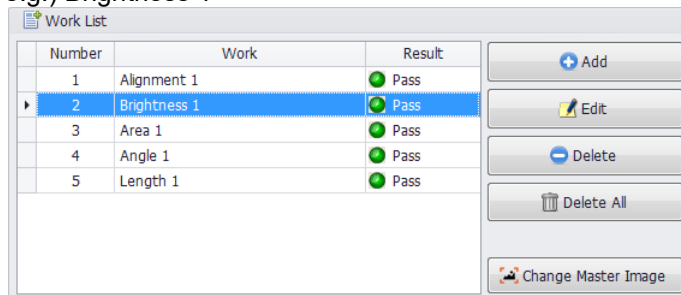 Work List
Number Work Result
1 Alignment 1 Pass
2 Brightness 1 Pass
3 Area 1 Pass
4 Angle 1 Pass
5 Length 1 Pass
Add
Edit
Delete
Delete All
Change Master Image